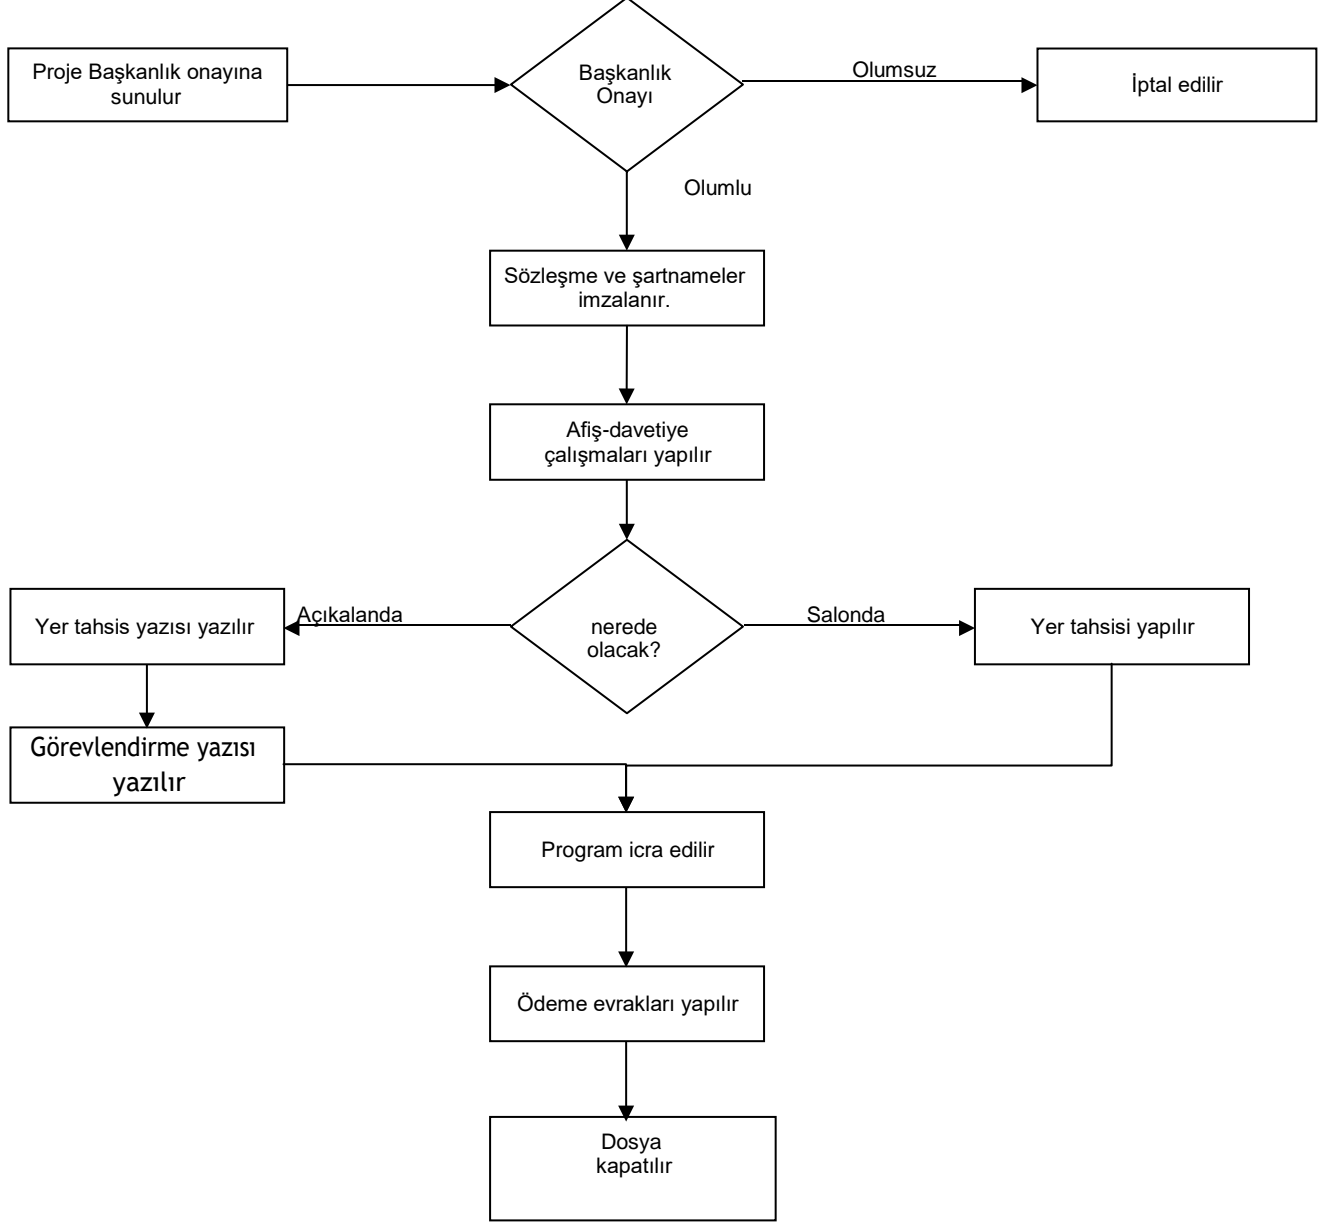 Proje Başkanlık onayına
sunulur
Başkanlık
Onayı
Olumsuz
İptal edilir
Olumlu
Sözleşme ve şartnameler
imzalanır.
Afiş-davetiye
çalışmaları yapılır
Yer tahsis yazısı yazılır
Açıkalanda
nerede
olacak?
Salonda
Yer tahsisi yapılır
Görevlendirme yazısı
yazılır
Program icra edilir
Ödeme evrakları yapılır
Dosya
kapatılır